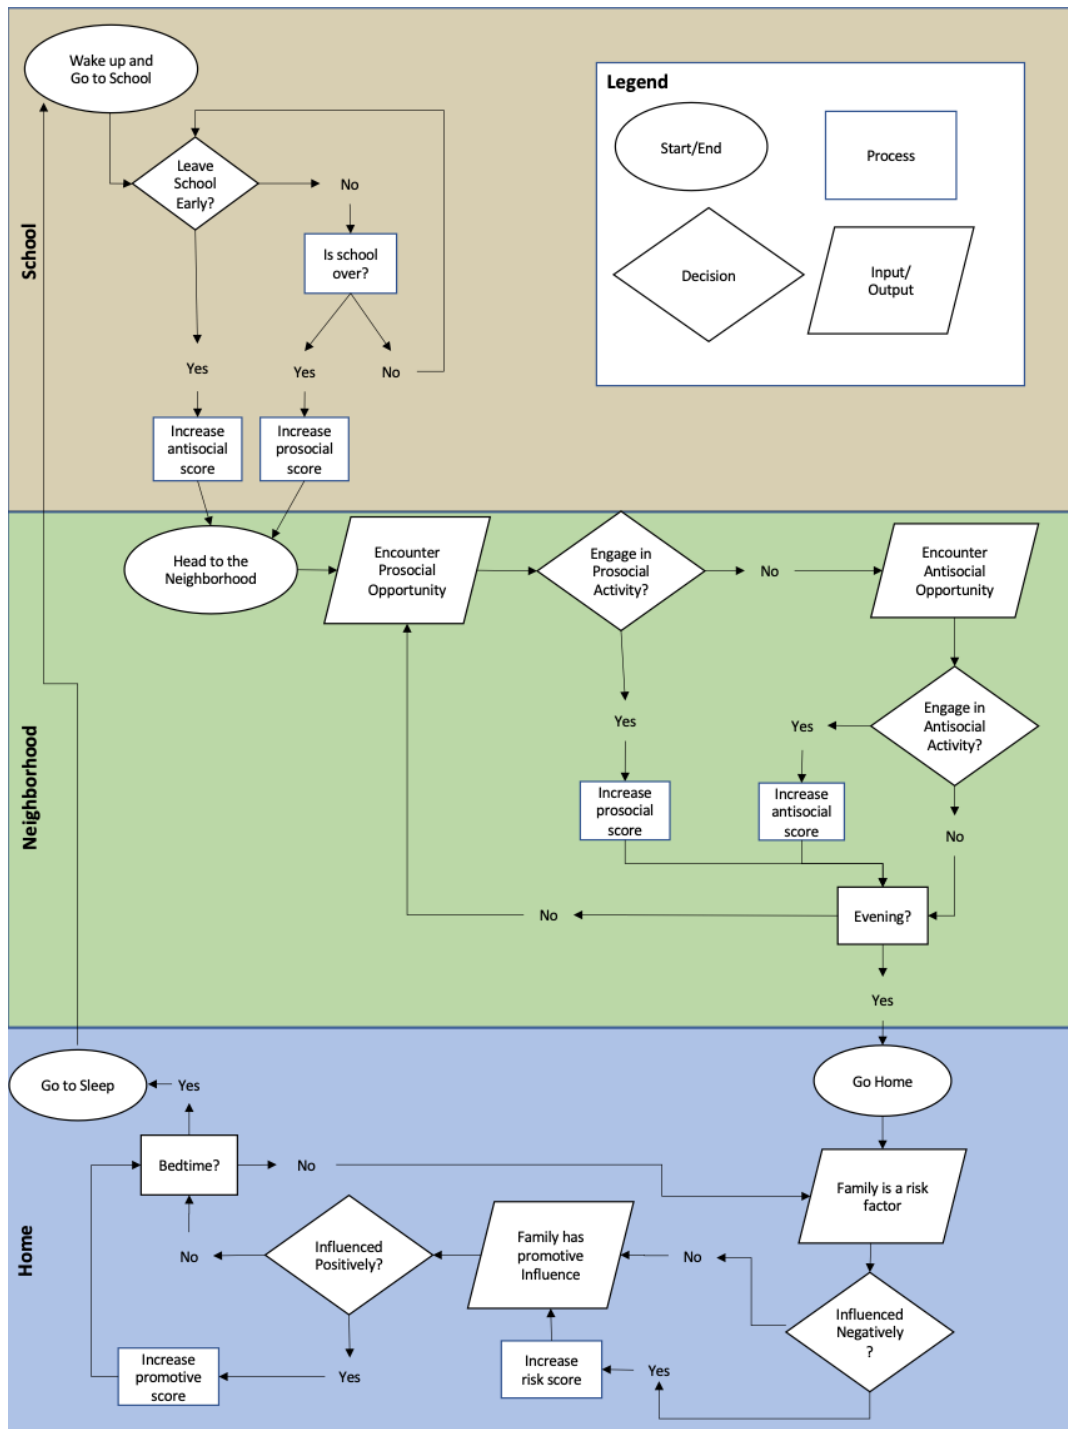 Wake up and
Go to School
Legend
Start/End
Process
Decision
Input/
Output
School
Leave
School
Early?
No
Is school
over?
Yes
Yes
No
Increase
antisocial
score
Increase
prosocial
score
Neighborhood
Head to the
Neighborhood
Encounter
Prosocial
Opportunity
Engage in
Prosocial
Activity?
No
Encounter
Antisocial
Opportunity
Yes
Yes
Engage in
Antisocial
Activity?
Increase
prosocial
score
Increase
antisocial
score
No
No
Evening?
Yes
Home
Go to Sleep
Yes
Go Home
Bedtime?
No
Family is a risk
factor
No
Influenced
Positively?
Family has
promotive
Influence
No
Influenced
Negatively
?
Increase
promotive
score
Yes
Increase
risk score
Yes